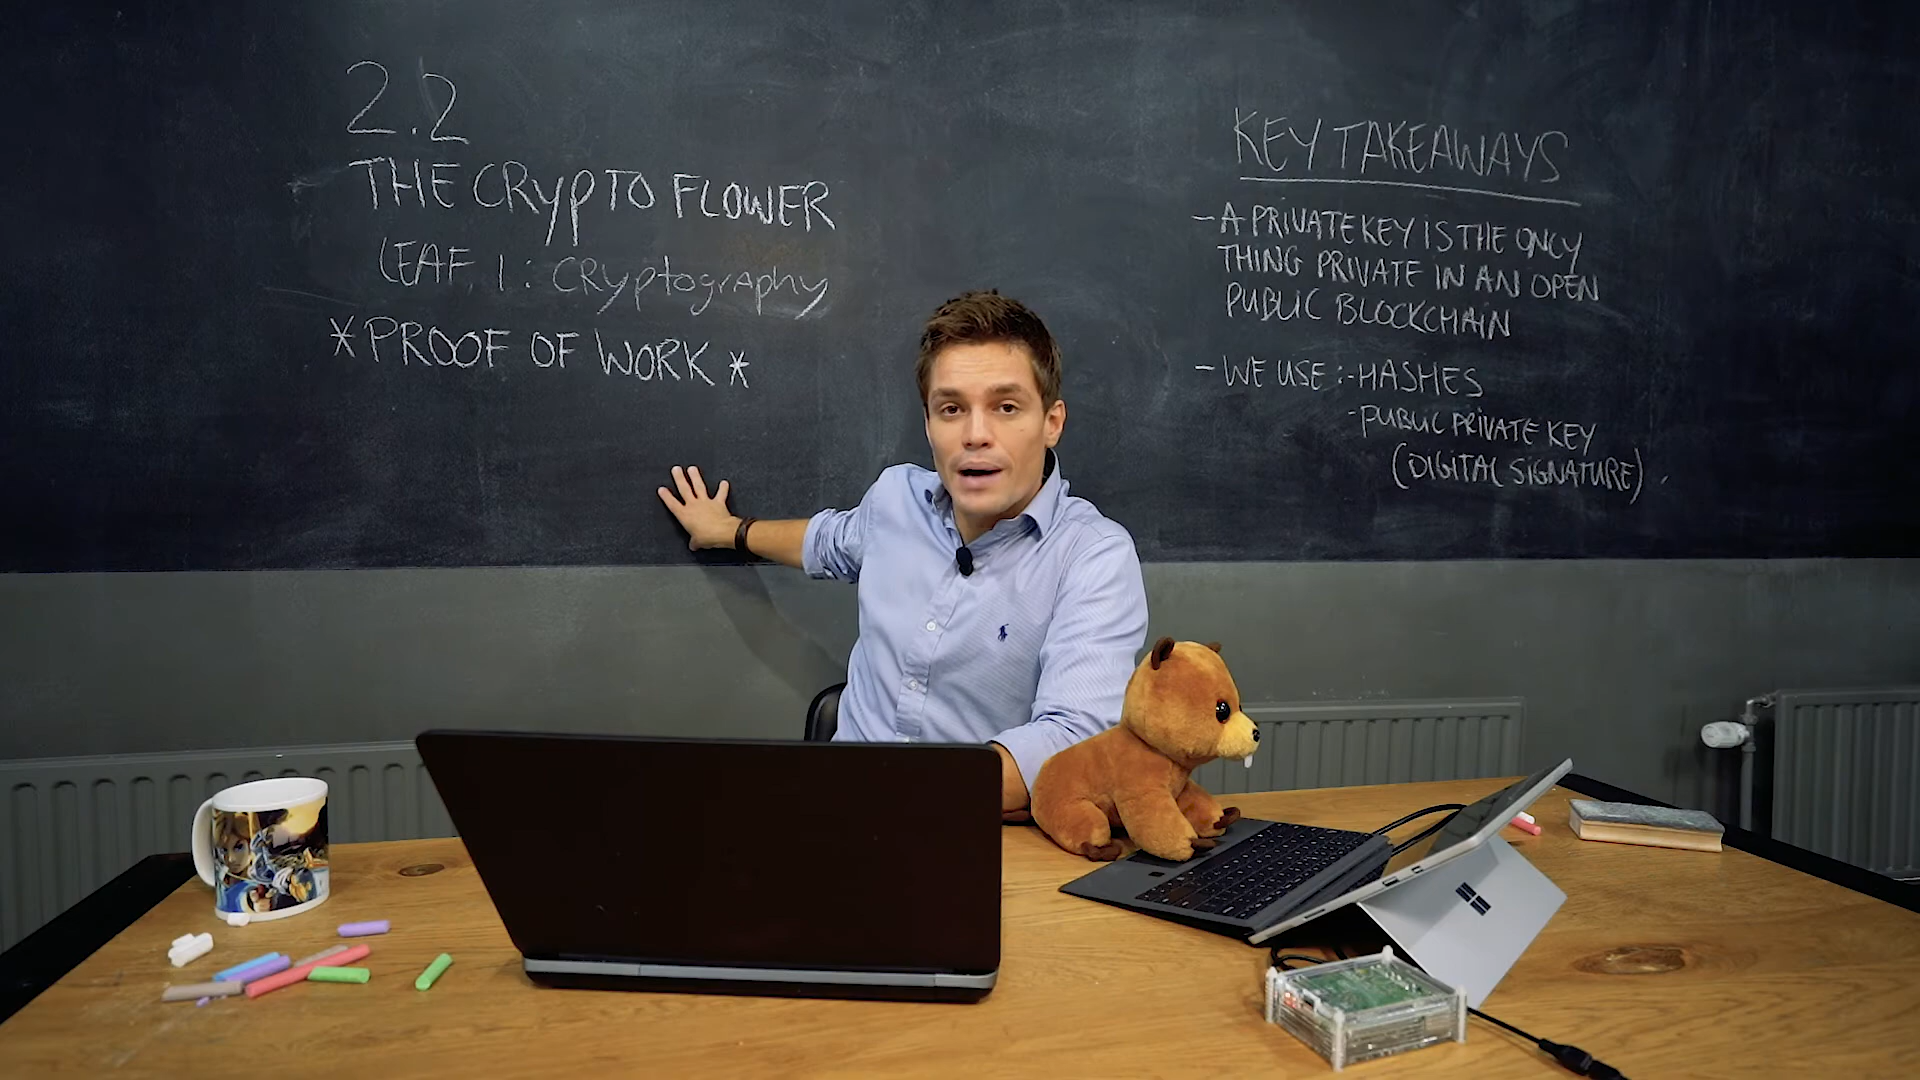 2.2
THE CRYPTO FLOWER
LEAF 1: CRYPTOGRAPHY
*PROOF OF WORK*
KEY TAKEAWAYS
- A PRIVATE KEY IS THE ONLY
THING PRIVATE IN AN OPEN
PUBLIC BLOCKCHAIN
- WE USE :- HASHES
- PUBLIC PRIVATE KEY
(DIGITAL SIGNATURE)